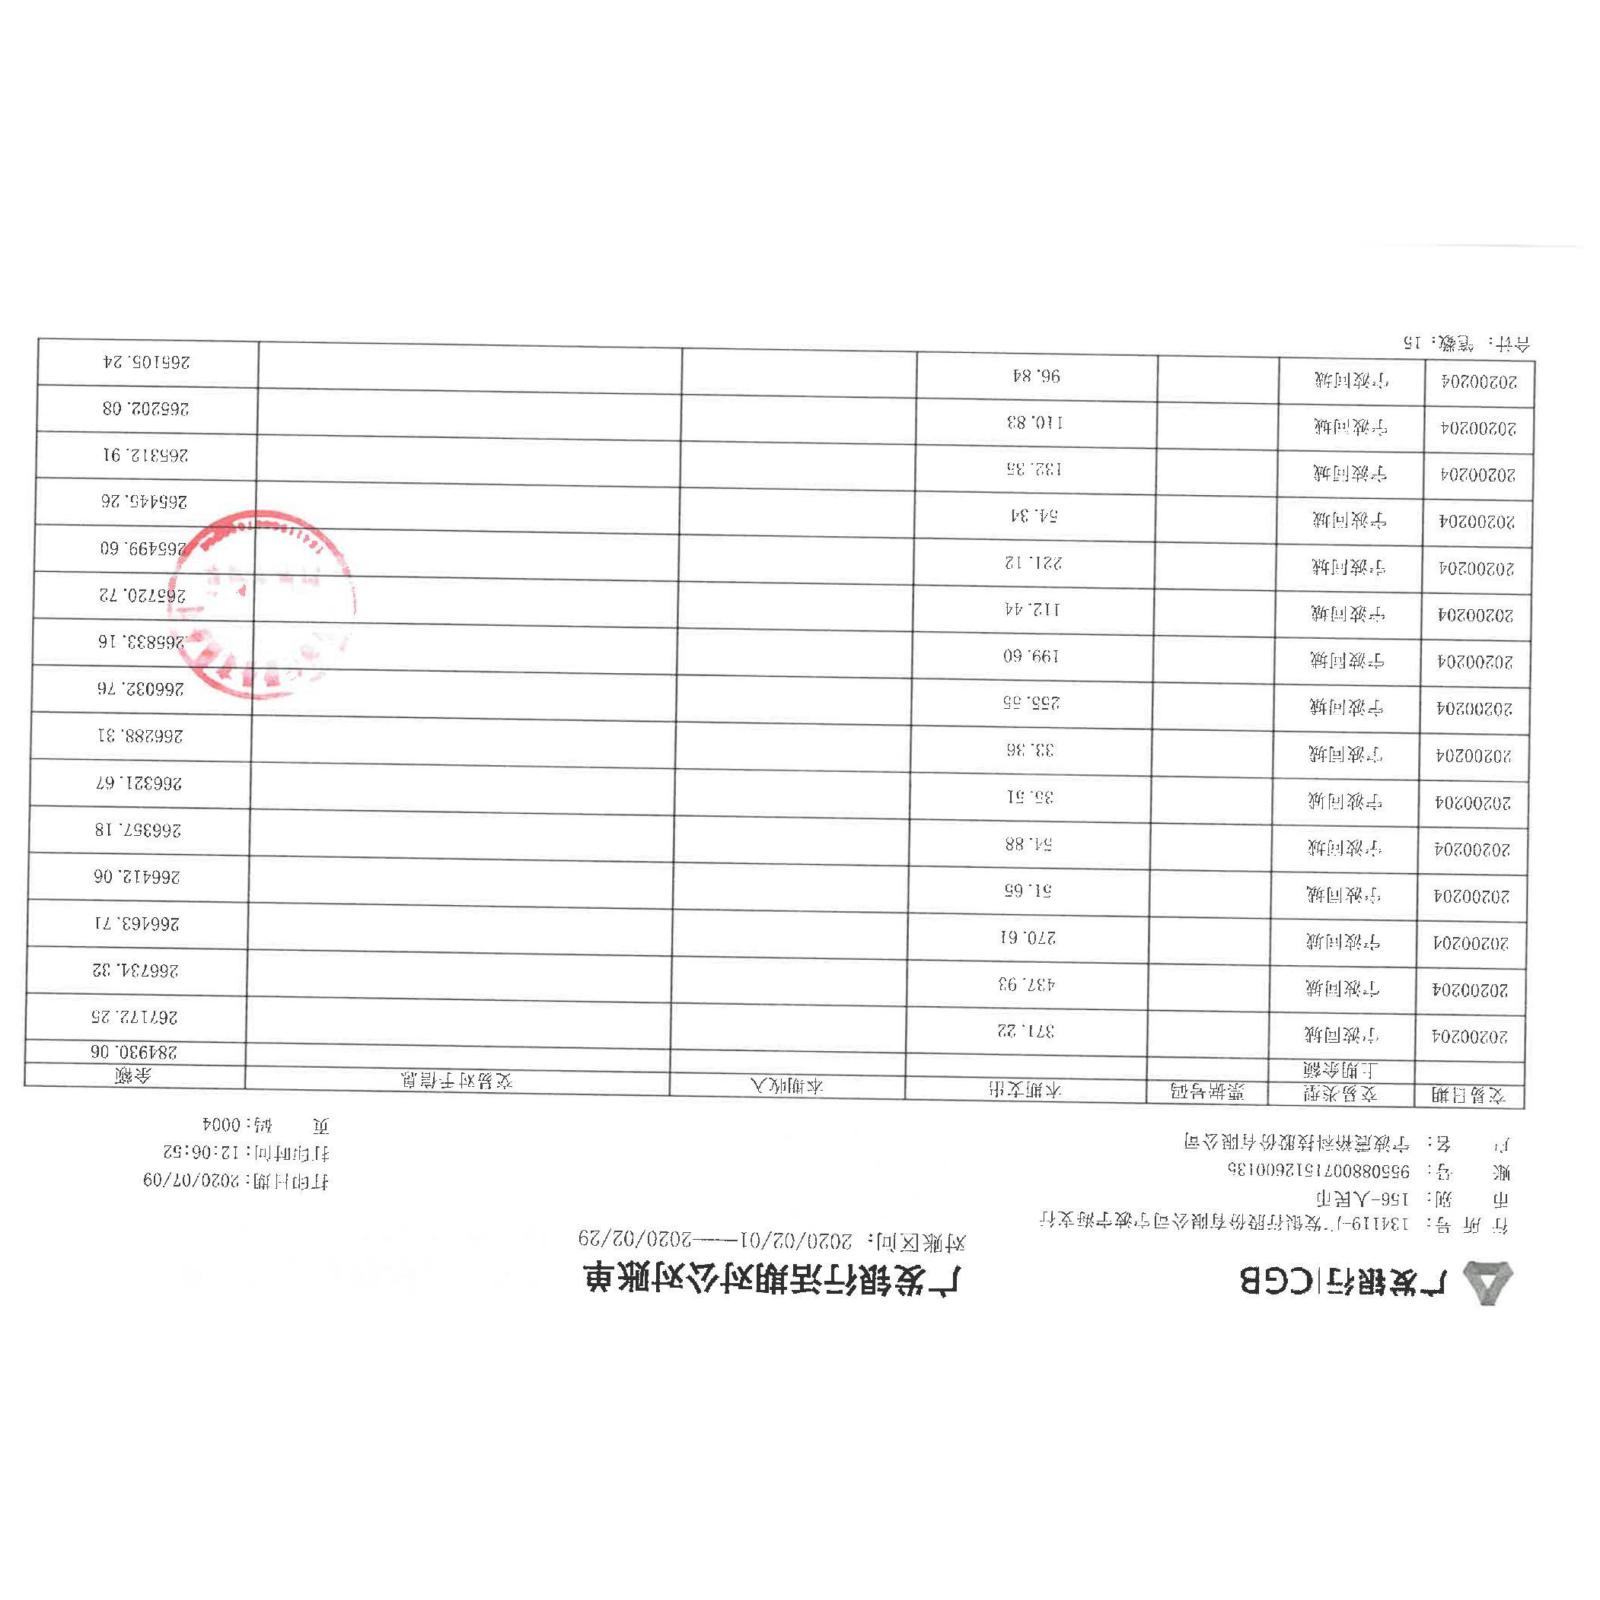 广发银行|CGB
广发银行活期对公对账单
对账区间: 2020/02/01——2020/02/29
行 所 号: 134119-广发银行股份有限公司宁波宁海支行
币 别: 156-人民币
账 号: 9550880071512600135
户 名: 宁波震裕科技股份有限公司
打印日期:2020/07/09
打印时间:12:06:52
页 码:0004
交易日期 交易类型 票据号码 本期支出 本期收入 交易对手信息 余额
上期余额 284930.06
20200204 宁波同城 371.22 267172.25
20200204 宁波同城 437.93 266734.32
20200204 宁波同城 270.61 266463.71
20200204 宁波同城 51.65 266412.06
20200204 宁波同城 54.88 266357.18
20200204 宁波同城 35.51 266321.67
20200204 宁波同城 33.36 266288.31
20200204 宁波同城 255.55 266032.76
20200204 宁波同城 199.60 265833.16
20200204 宁波同城 112.44 265720.72
20200204 宁波同城 221.12 265499.60
20200204 宁波同城 54.34 265445.26
20200204 宁波同城 132.35 265312.91
20200204 宁波同城 110.83 265202.08
20200204 宁波同城 96.84 265105.24
合计: 笔数:15